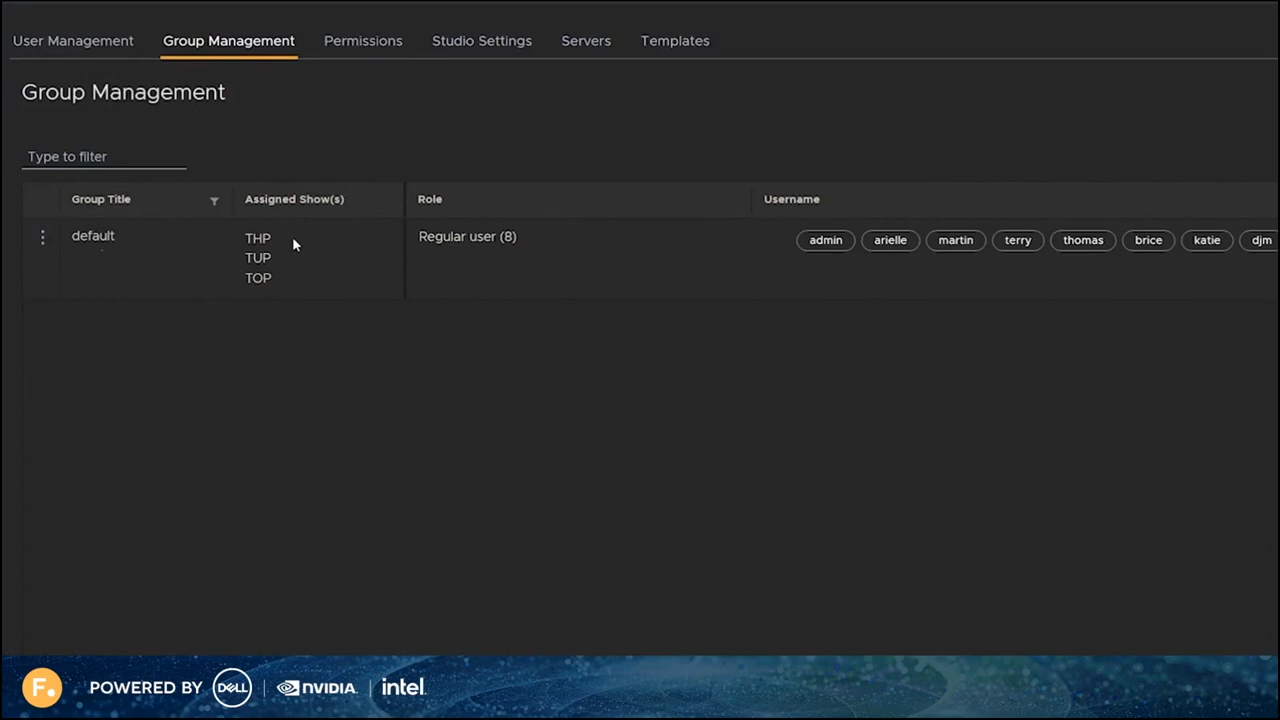 User Management Group Management Permissions Studio Settings Servers Templates
Group Management
Type to filter
Group Title Assigned Show(s) Role Username
default THP Regular user (8) admin arielle martin terry thomas brice katie djm
TUP
TOP
F. POWERED BY DELL NVIDIA intel